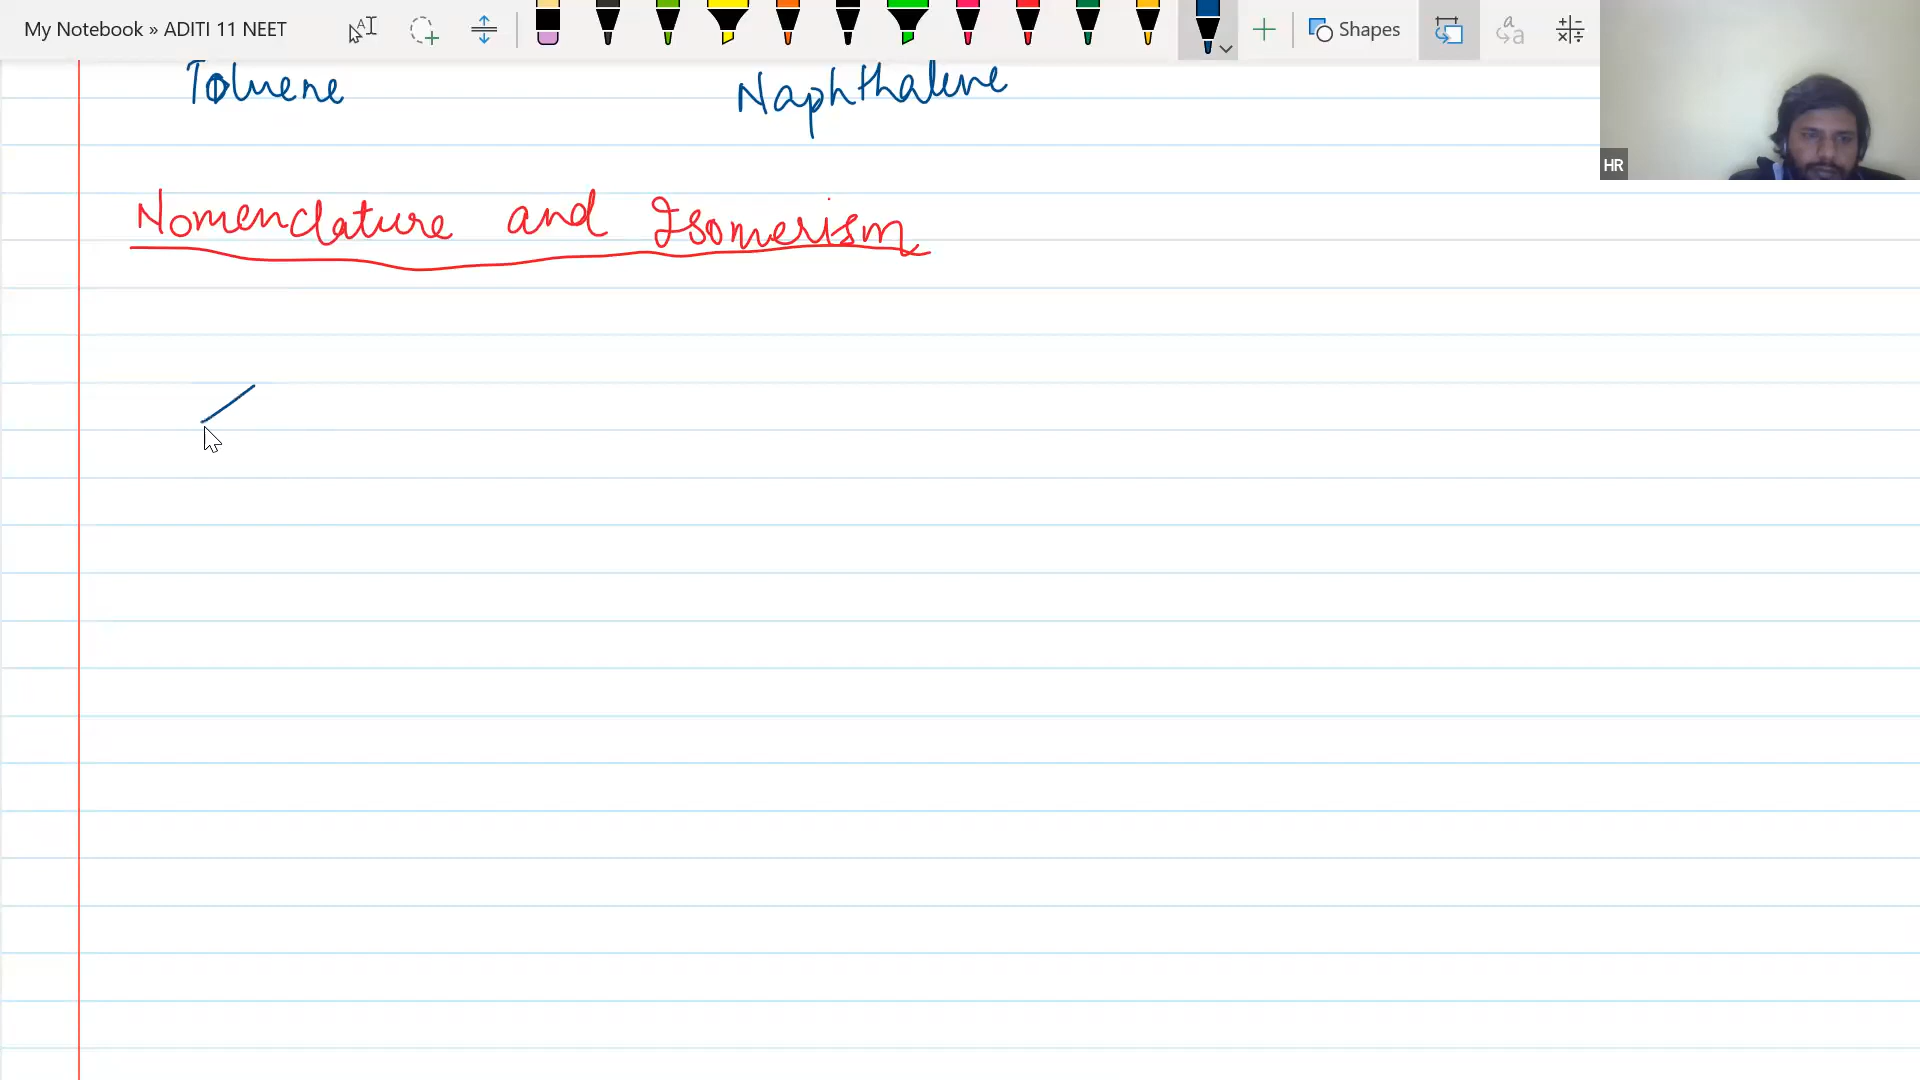 My Notebook » ADITI 11 NEET
Shapes
HR
Toluene
Naphthalene
Nomenclature and Isomerism